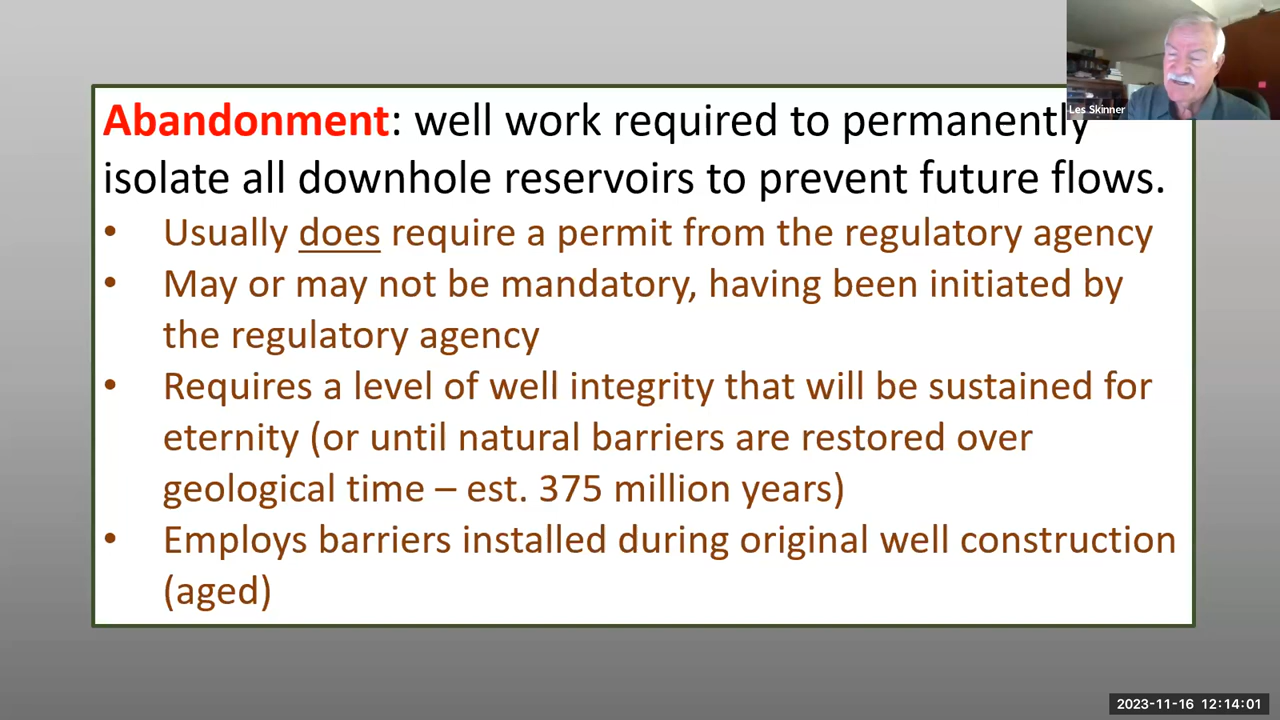 Abandonment: well work required to permanently
isolate all downhole reservoirs to prevent future flows.
• Usually does require a permit from the regulatory agency
• May or may not be mandatory, having been initiated by
the regulatory agency
• Requires a level of well integrity that will be sustained for
eternity (or until natural barriers are restored over
geological time – est. 375 million years)
• Employs barriers installed during original well construction
(aged)
Les Skinner
2023-11-16 12:14:01